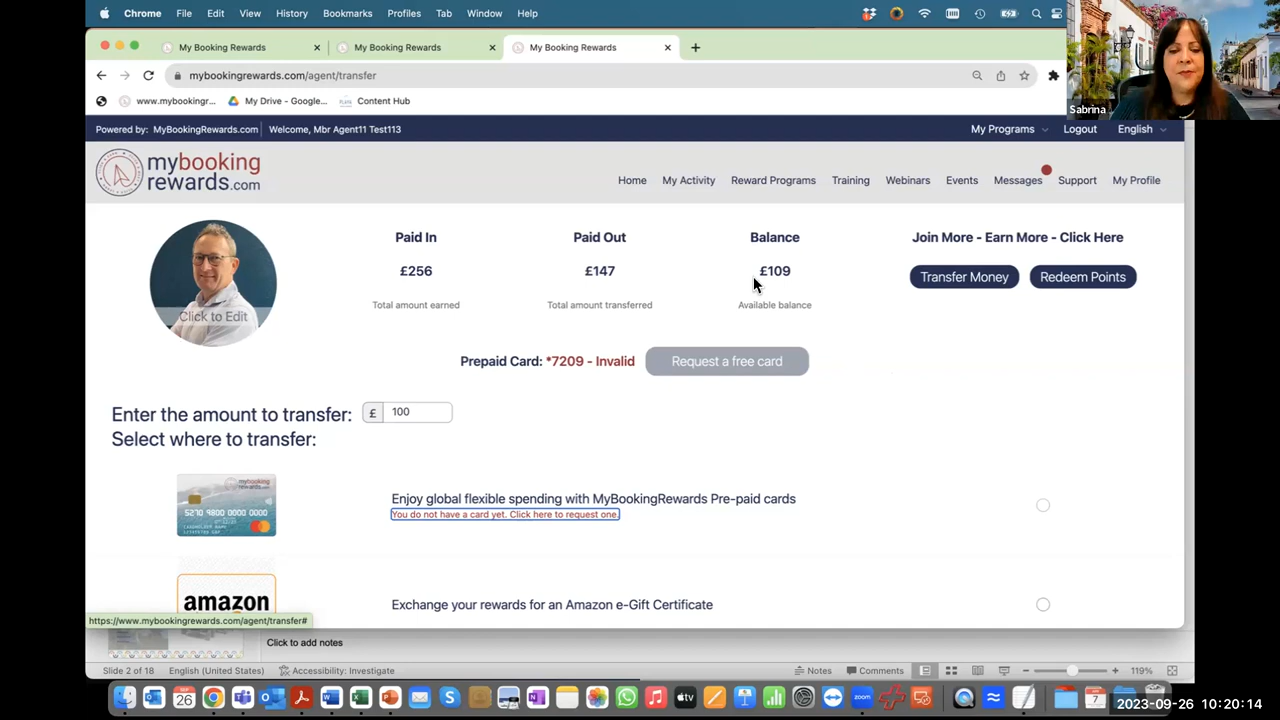 Chrome File Edit View History Bookmarks Profiles Tab Window Help
My Booking Rewards My Booking Rewards My Booking Rewards
mybookingrewards.com/agent/transfer
www.mybookingr... My Drive - Google... Content Hub
Sabrina
Powered by: MyBookingRewards.com Welcome, Mbr Agent11 Test113 My Programs Logout English
mybooking
rewards.com
Home My Activity Reward Programs Training Webinars Events Messages Support My Profile
Paid In Paid Out Balance Join More - Earn More - Click Here
£256 £147 £109 Transfer Money Redeem Points
Total amount earned Total amount transferred Available balance
Click to Edit
Prepaid Card: *7209 - Invalid Request a free card
Enter the amount to transfer: £ 100
Select where to transfer:
mybooking
rewards.com
Enjoy global flexible spending with MyBookingRewards Pre-paid cards
You do not have a card yet. Click here to request one.
5270 9800 0000 0000
amazon Exchange your rewards for an Amazon e-Gift Certificate
https://www.mybookingrewards.com/agent/transfer#
Click to add notes
Slide 2 of 18 English (United States) Accessibility: Investigate Notes Comments 119%
2023-09-26 10:20:14